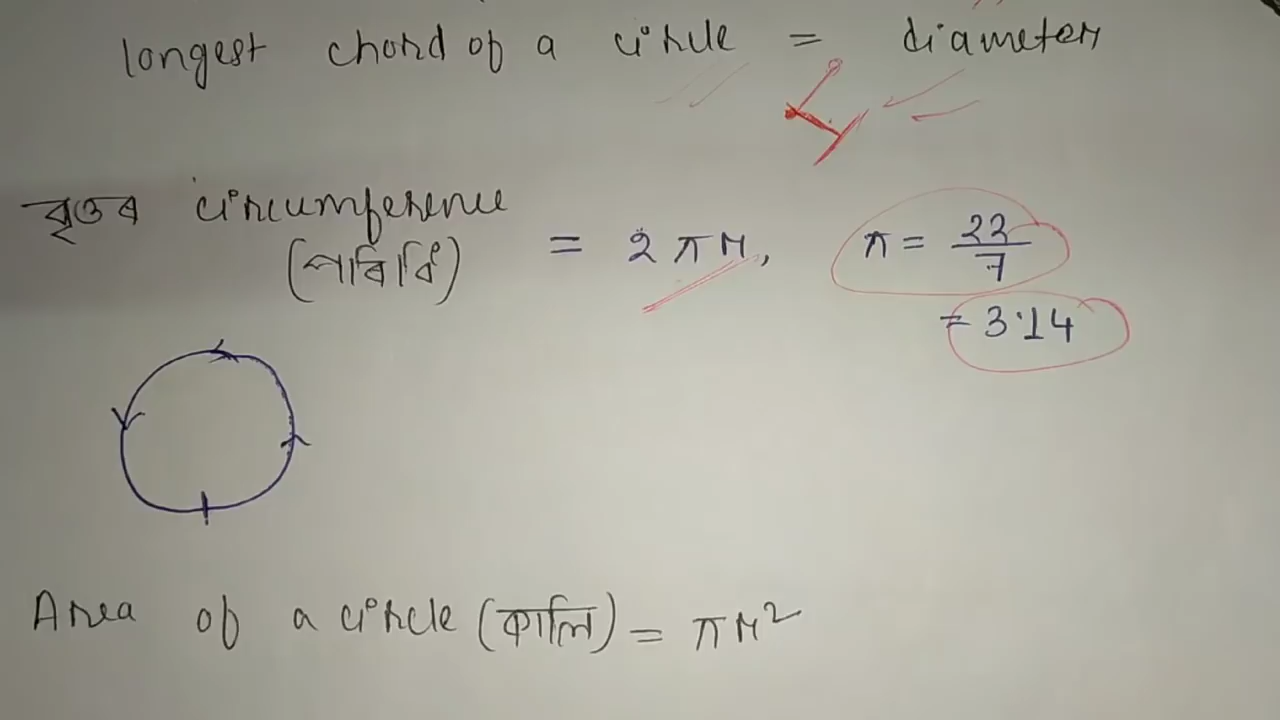 longest chord of a circle = diameter
বৃত্তৰ circumference
(পৰিধি) = 2πr, π = 22/7
= 3.14
Area of a circle (কালি) = πr²